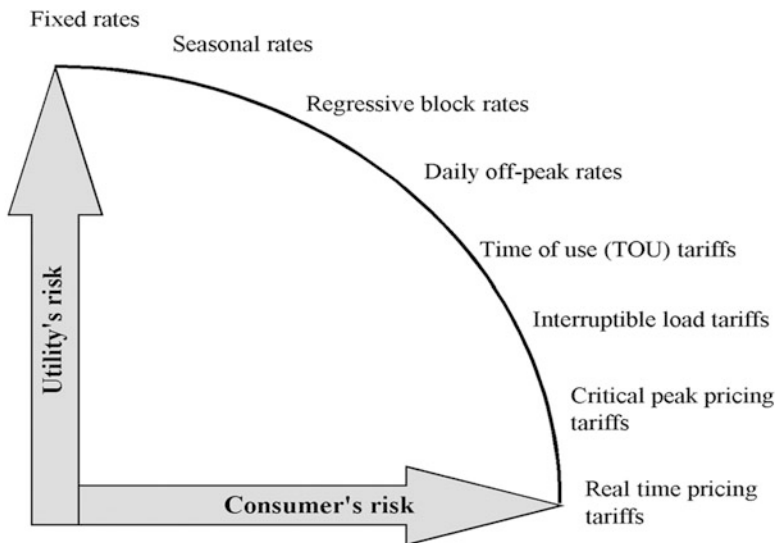 Fixed rates
Seasonal rates
Regressive block rates
Daily off-peak rates
Time of use (TOU) tariffs
Interruptible load tariffs
Critical peak pricing
tariffs
Real time pricing
tariffs
Utility's risk
Consumer's risk